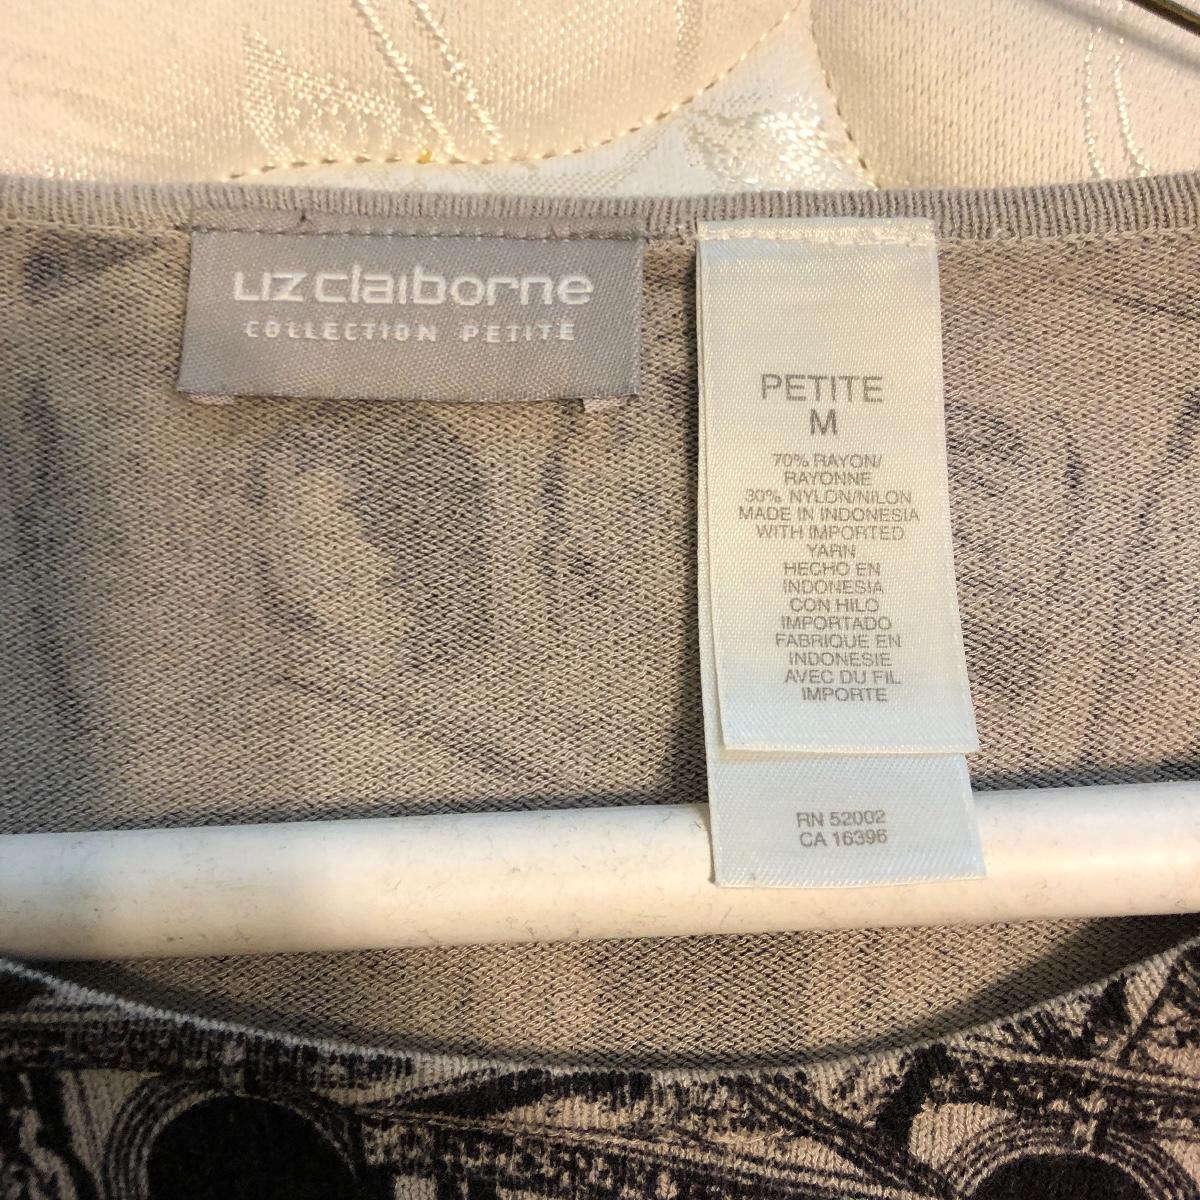 Liz claiborne
COLLECTION PETITE
PETITE
M
70% RAYON/
RAYONNE
30% NYLON/NILON
MADE IN INDONESIA
WITH IMPORTED
YARN
HECHO EN
INDONESIA
CON HILO
IMPORTADO
FABRIQUE EN
INDONESIE
AVEC DU FIL
IMPORTE
RN 52002
CA 16396